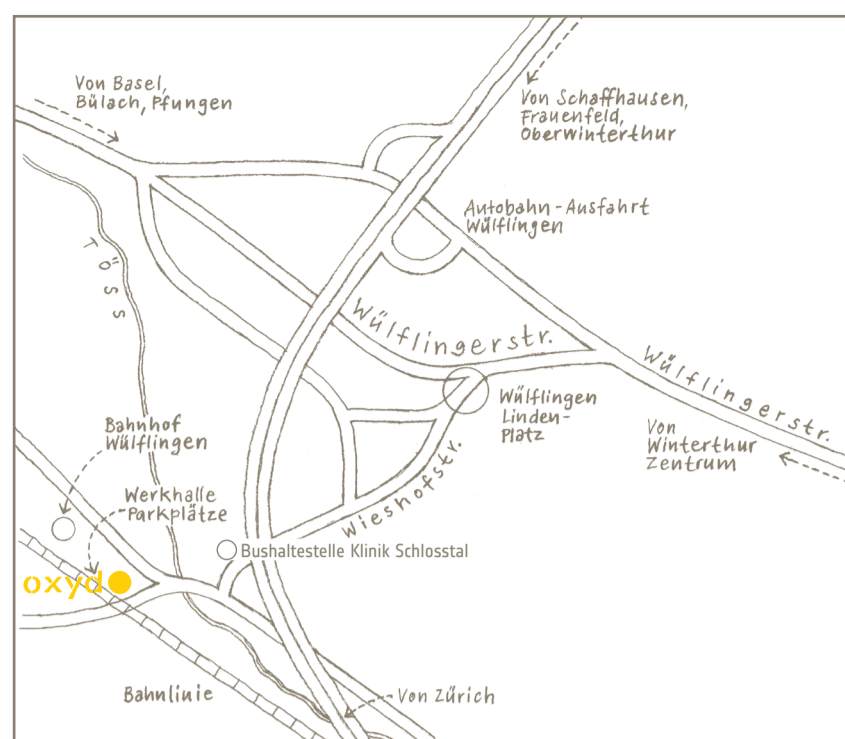 Von Basel,
Bülach, Pfungen
Von Schaffhausen,
Frauenfeld,
Oberwinterthur
Autobahn-Ausfahrt
Wülflingen
TÖSS
Wülflingerstr.
Wülflingerstr.
Wülflingen
Linden-
Platz
Von
Winterthur
Zentrum
Bahnhof
Wülflingen
Werkhalle
-Parkplätze
Wieshofstr.
Bushaltestelle Klinik Schlosstal
oxyd
Bahnlinie
Von Zürich